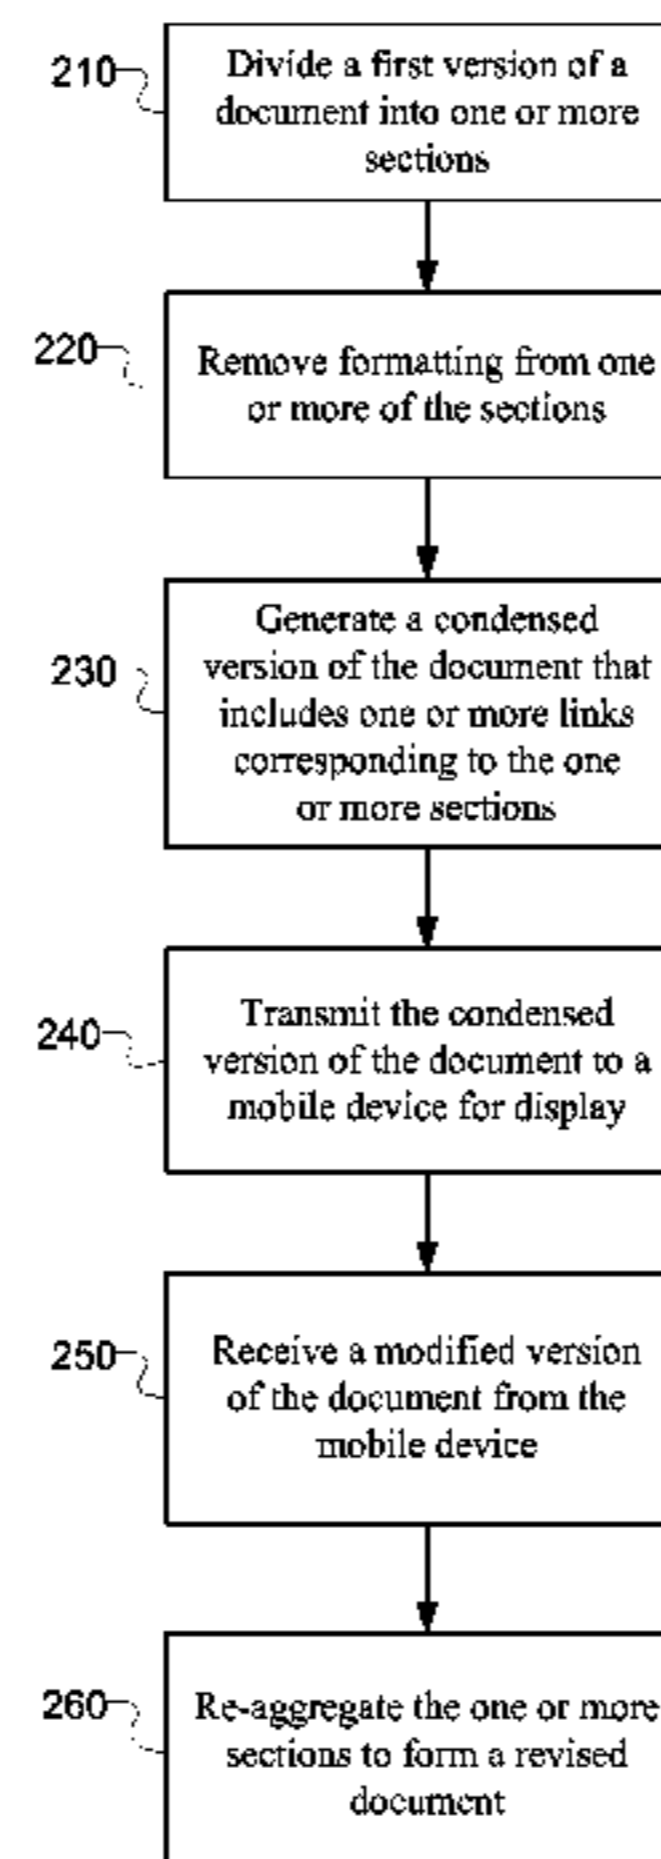 210
Divide a first version of a
document into one or more
sections
220
Remove formatting from one
or more of the sections
230
Generate a condensed
version of the document that
includes one or more links
corresponding to the one
or more sections
240
Transmit the condensed
version of the document to a
mobile device for display
250
Receive a modified version
of the document from the
mobile device
260
Re-aggregate the one or more
sections to form a revised
document